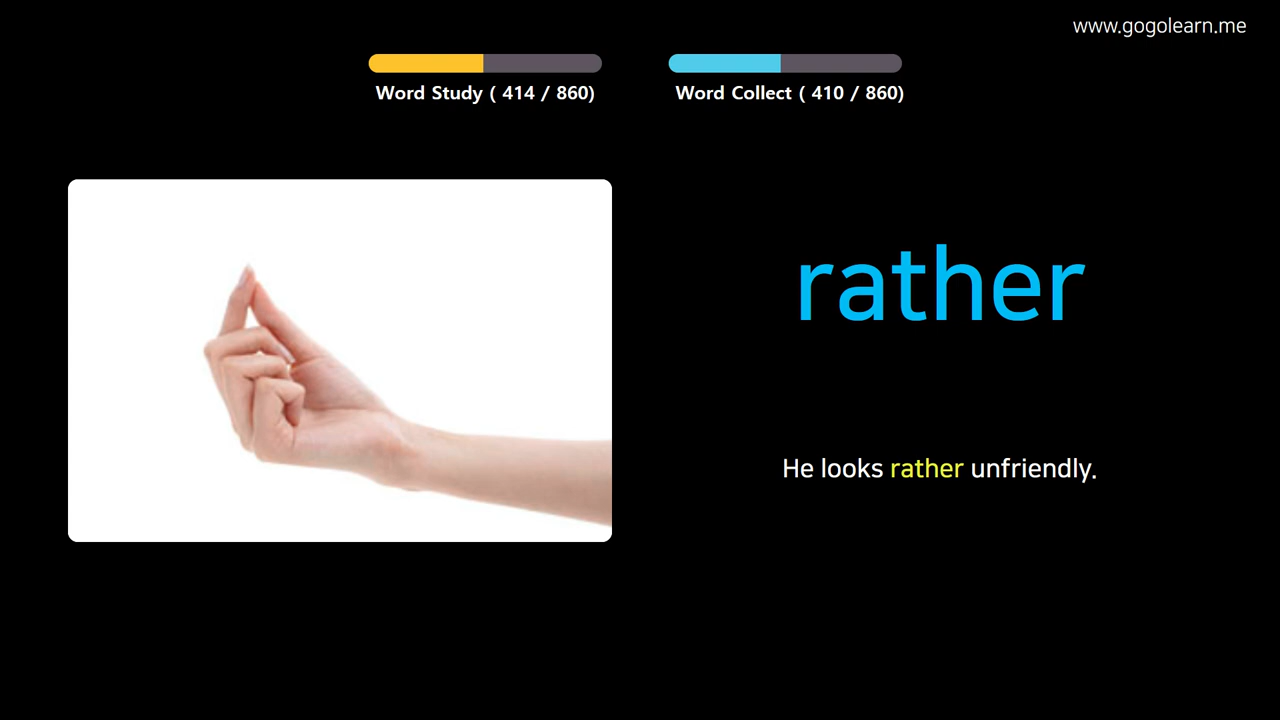 www.gogolearn.me
Word Study ( 414 / 860)
Word Collect ( 410 / 860)
rather
He looks rather unfriendly.